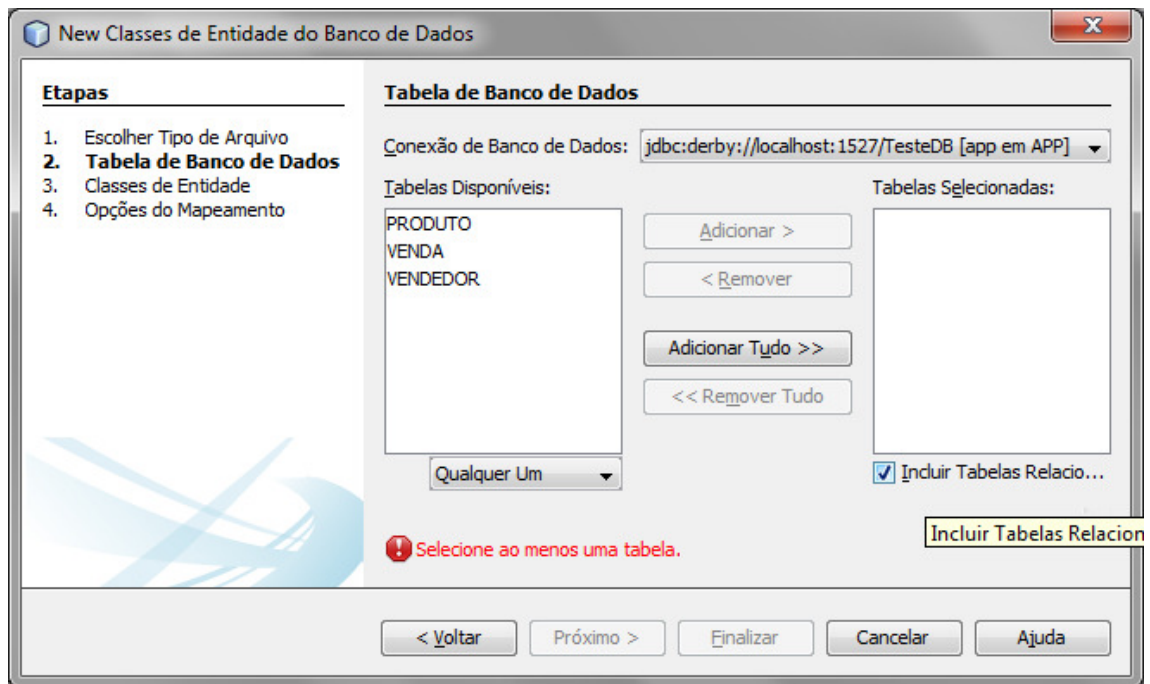 New Classes de Entidade do Banco de Dados
Etapas
1. Escolher Tipo de Arquivo
2. Tabela de Banco de Dados
3. Classes de Entidade
4. Opções do Mapeamento
Tabela de Banco de Dados
Conexão de Banco de Dados: jdbc:derby://localhost:1527/TesteDB [app em APP]
Tabelas Disponíveis:
PRODUTO
VENDA
VENDEDOR
Qualquer Um
Adicionar >
< Remover
Adicionar Tudo >>
<< Remover Tudo
Tabelas Selecionadas:
Incluir Tabelas Relacio...
Incluir Tabelas Relacion
Selecione ao menos uma tabela.
< Voltar Próximo > Finalizar Cancelar Ajuda